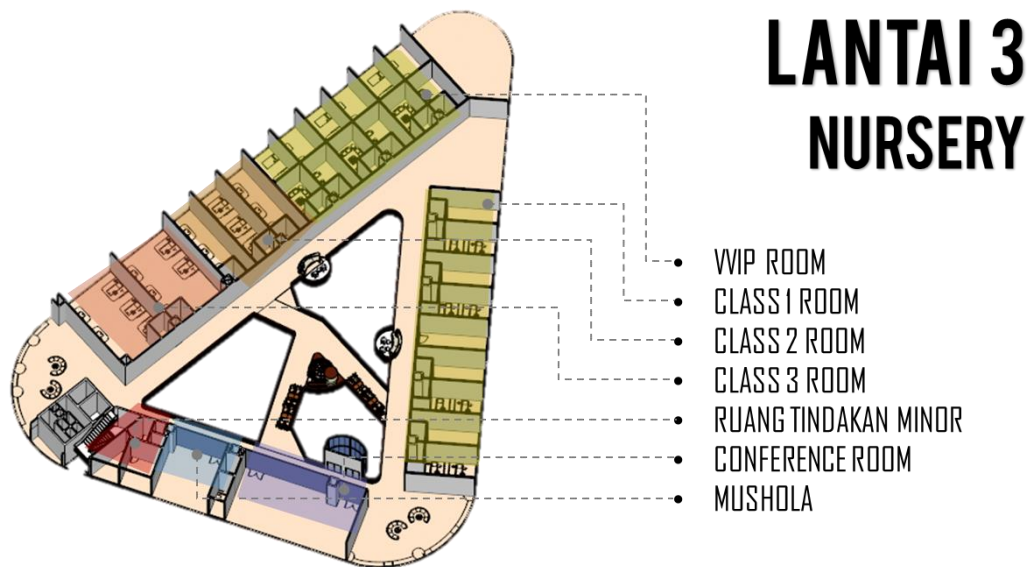 LANTAI 3
NURSERY
VVIP ROOM
CLASS 1 ROOM
CLASS 2 ROOM
CLASS 3 ROOM
RUANG TINDAKAN MINOR
CONFERENCE ROOM
MUSHOLA